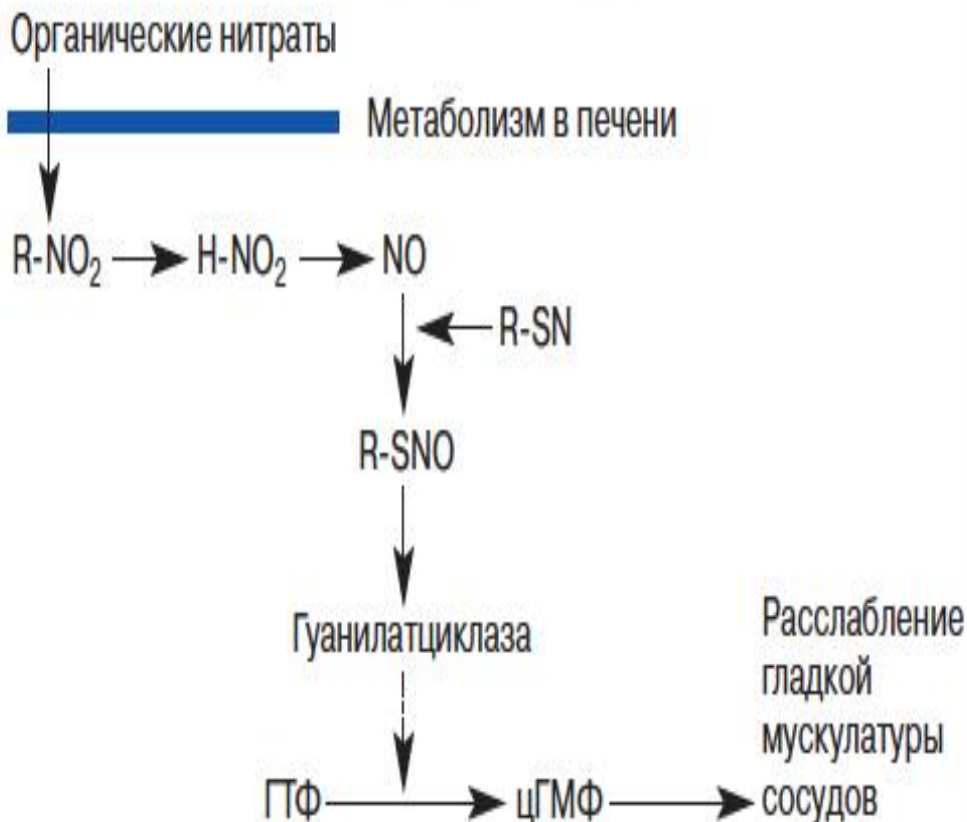 Органические нитраты
Метаболизм в печени
R-NO₂ H-NO₂ NO
R-SN
R-SNO
Гуанилатциклаза
Расслабление
гладкой
мускулатуры
ГТФ цГМФ сосудов